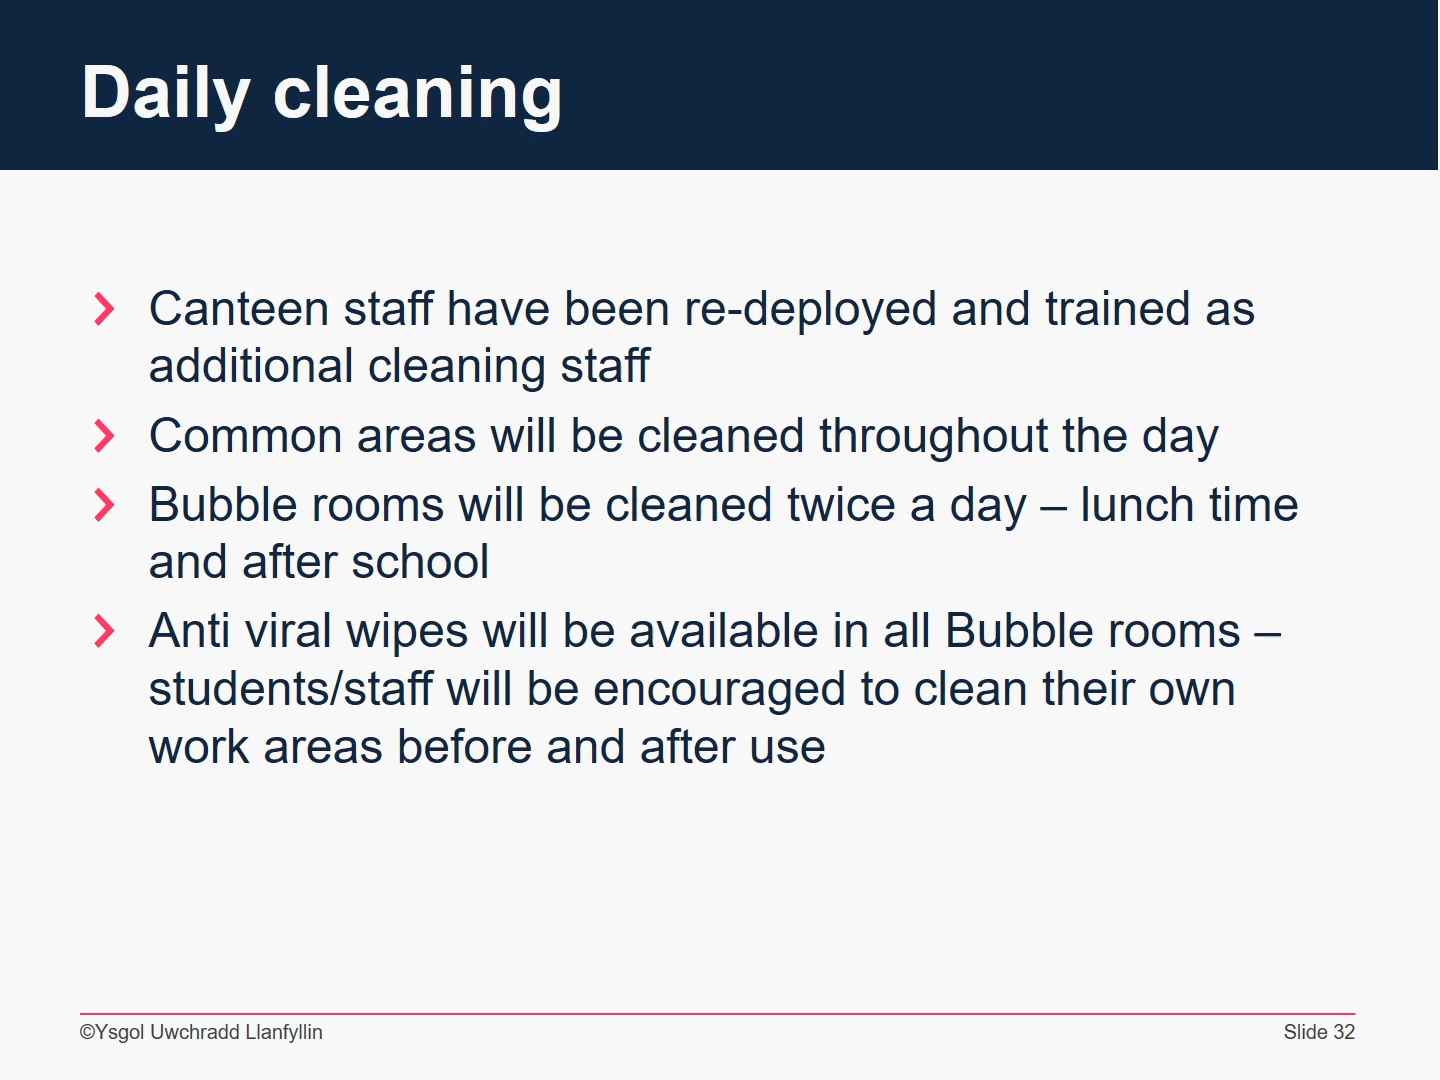 Daily cleaning
Canteen staff have been re-deployed and trained as
additional cleaning staff
Common areas will be cleaned throughout the day
Bubble rooms will be cleaned twice a day – lunch time
and after school
Anti viral wipes will be available in all Bubble rooms –
students/staff will be encouraged to clean their own
work areas before and after use
©Ysgol Uwchradd Llanfyllin
Slide 32